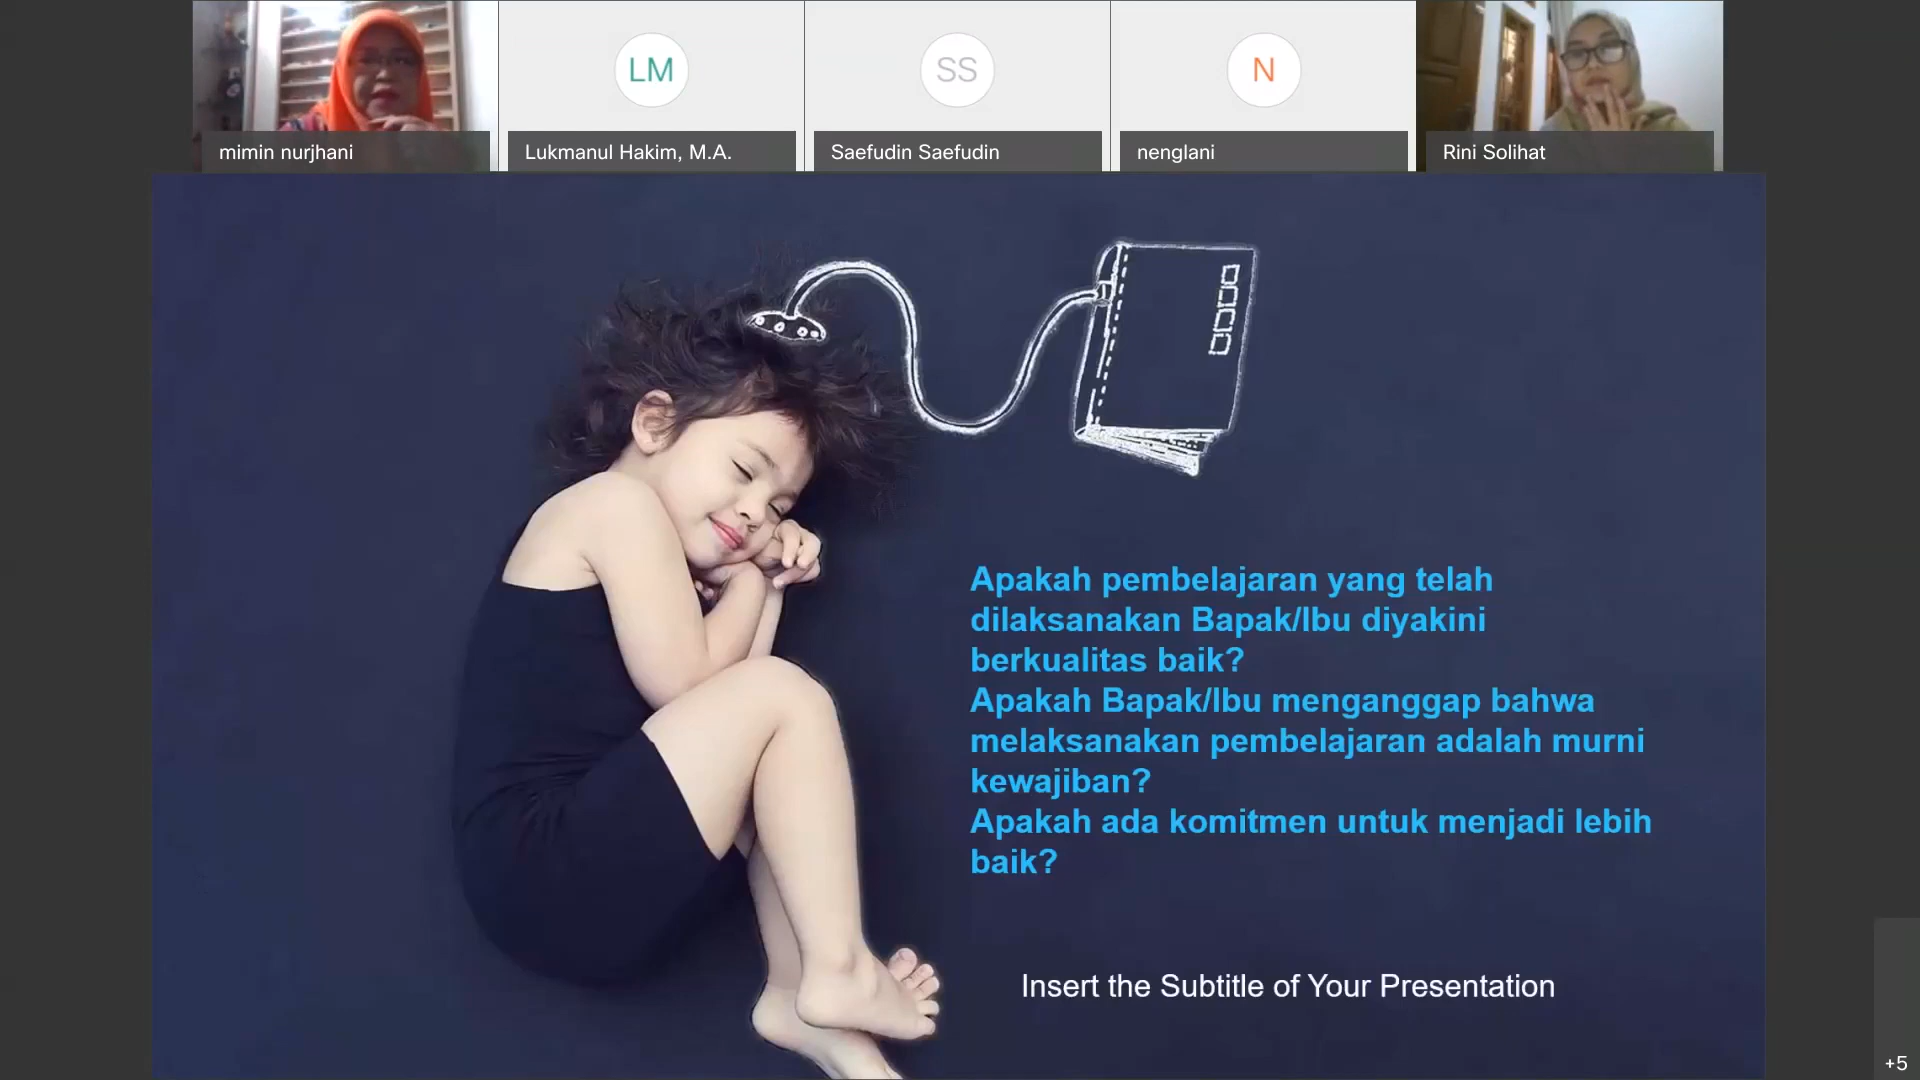 LM
SS
N
mimin nurjhani
Lukmanul Hakim, M.A.
Saefudin Saefudin
nenglani
Rini Solihat
Apakah pembelajaran yang telah
dilaksanakan Bapak/Ibu diyakini
berkualitas baik?
Apakah Bapak/Ibu menganggap bahwa
melaksanakan pembelajaran adalah murni
kewajiban?
Apakah ada komitmen untuk menjadi lebih
baik?
Insert the Subtitle of Your Presentation
+5